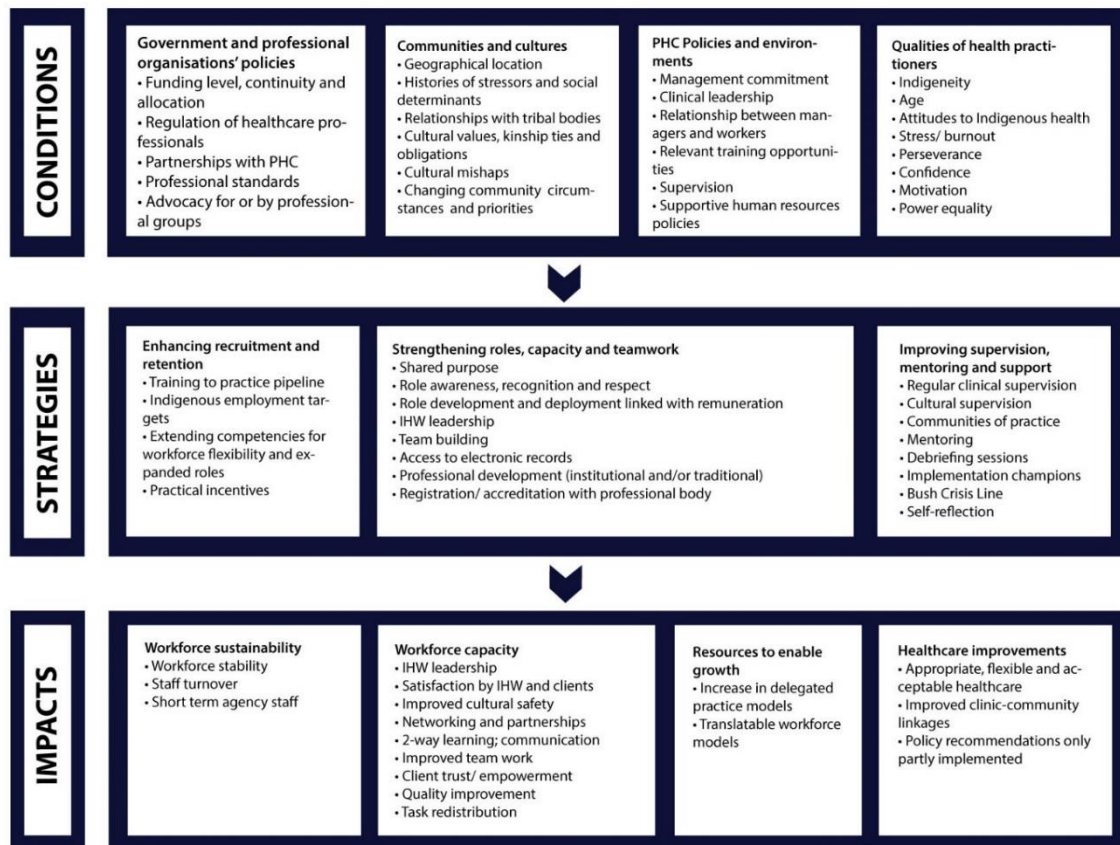 CONDITIONS
Government and professional
organisations’ policies
• Funding level, continuity and
allocation
• Regulation of healthcare pro-
fessionals
• Partnerships with PHC
• Professional standards
• Advocacy for or by profession-
al groups
Communities and cultures
• Geographical location
• Histories of stressors and social
determinants
• Relationships with tribal bodies
• Cultural values, kinship ties and
obligations
• Cultural mishaps
• Changing community circum-
stances and priorities
PHC Policies and environ-
ments
• Management commitment
• Clinical leadership
• Relationship between man-
agers and workers
• Relevant training opportuni-
ties
• Supervision
• Supportive human resources
policies
Qualities of health practi-
tioners
• Indigeneity
• Age
• Attitudes to Indigenous health
• Stress/ burnout
• Perseverance
• Confidence
• Motivation
• Power equality
STRATEGIES
Enhancing recruitment and
retention
• Training to practice pipeline
• Indigenous employment tar-
gets
• Extending competencies for
workforce flexibility and ex-
panded roles
• Practical incentives
Strengthening roles, capacity and teamwork
• Shared purpose
• Role awareness, recognition and respect
• Role development and deployment linked with remuneration
• IHW leadership
• Team building
• Access to electronic records
• Professional development (institutional and/or traditional)
• Registration/ accreditation with professional body
Improving supervision,
mentoring and support
• Regular clinical supervision
• Cultural supervision
• Communities of practice
• Mentoring
• Debriefing sessions
• Implementation champions
• Bush Crisis Line
• Self-reflection
IMPACTS
Workforce sustainability
• Workforce stability
• Staff turnover
• Short term agency staff
Workforce capacity
• IHW leadership
• Satisfaction by IHW and clients
• Improved cultural safety
• Networking and partnerships
• 2-way learning; communication
• Improved team work
• Client trust/ empowerment
• Quality improvement
• Task redistribution
Resources to enable
growth
• Increase in delegated
practice models
• Translatable workforce
models
Healthcare improvements
• Appropriate, flexible and ac-
ceptable healthcare
• Improved clinic-community
linkages
• Policy recommendations only
partly implemented